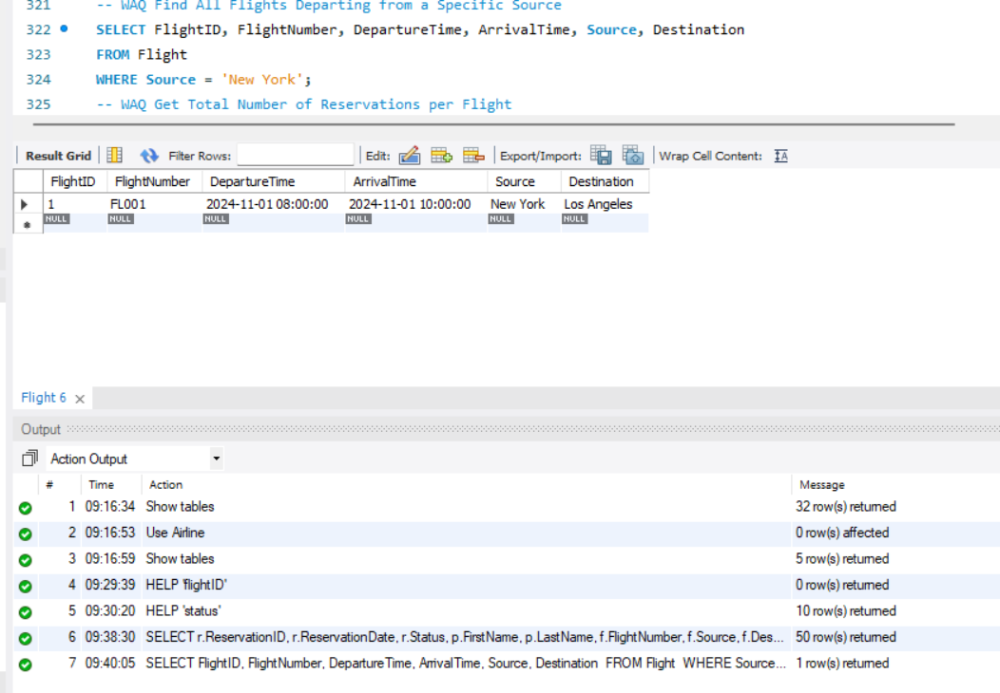 321 -- WAQ Find All Flights Departing from a Specific Source
322 SELECT FlightID, FlightNumber, DepartureTime, ArrivalTime, Source, Destination
323 FROM Flight
324 WHERE Source = 'New York';
325 -- WAQ Get Total Number of Reservations per Flight
Result Grid Filter Rows: Edit: Export/Import: Wrap Cell Content: IA
FlightID FlightNumber DepartureTime ArrivalTime Source Destination
1 FL001 2024-11-01 08:00:00 2024-11-01 10:00:00 New York Los Angeles
NULL NULL NULL NULL NULL NULL
Flight 6
Output
Action Output
# Time Action Message
1 09:16:34 Show tables 32 row(s) returned
2 09:16:53 Use Airline 0 row(s) affected
3 09:16:59 Show tables 5 row(s) returned
4 09:29:39 HELP 'flightID' 0 row(s) returned
5 09:30:20 HELP 'status' 10 row(s) returned
6 09:38:30 SELECT r.ReservationID, r.ReservationDate, r.Status, p.FirstName, p.LastName, f.FlightNumber, f.Source, f.Des... 50 row(s) returned
7 09:40:05 SELECT FlightID, FlightNumber, DepartureTime, ArrivalTime, Source, Destination FROM Flight WHERE Source... 1 row(s) returned